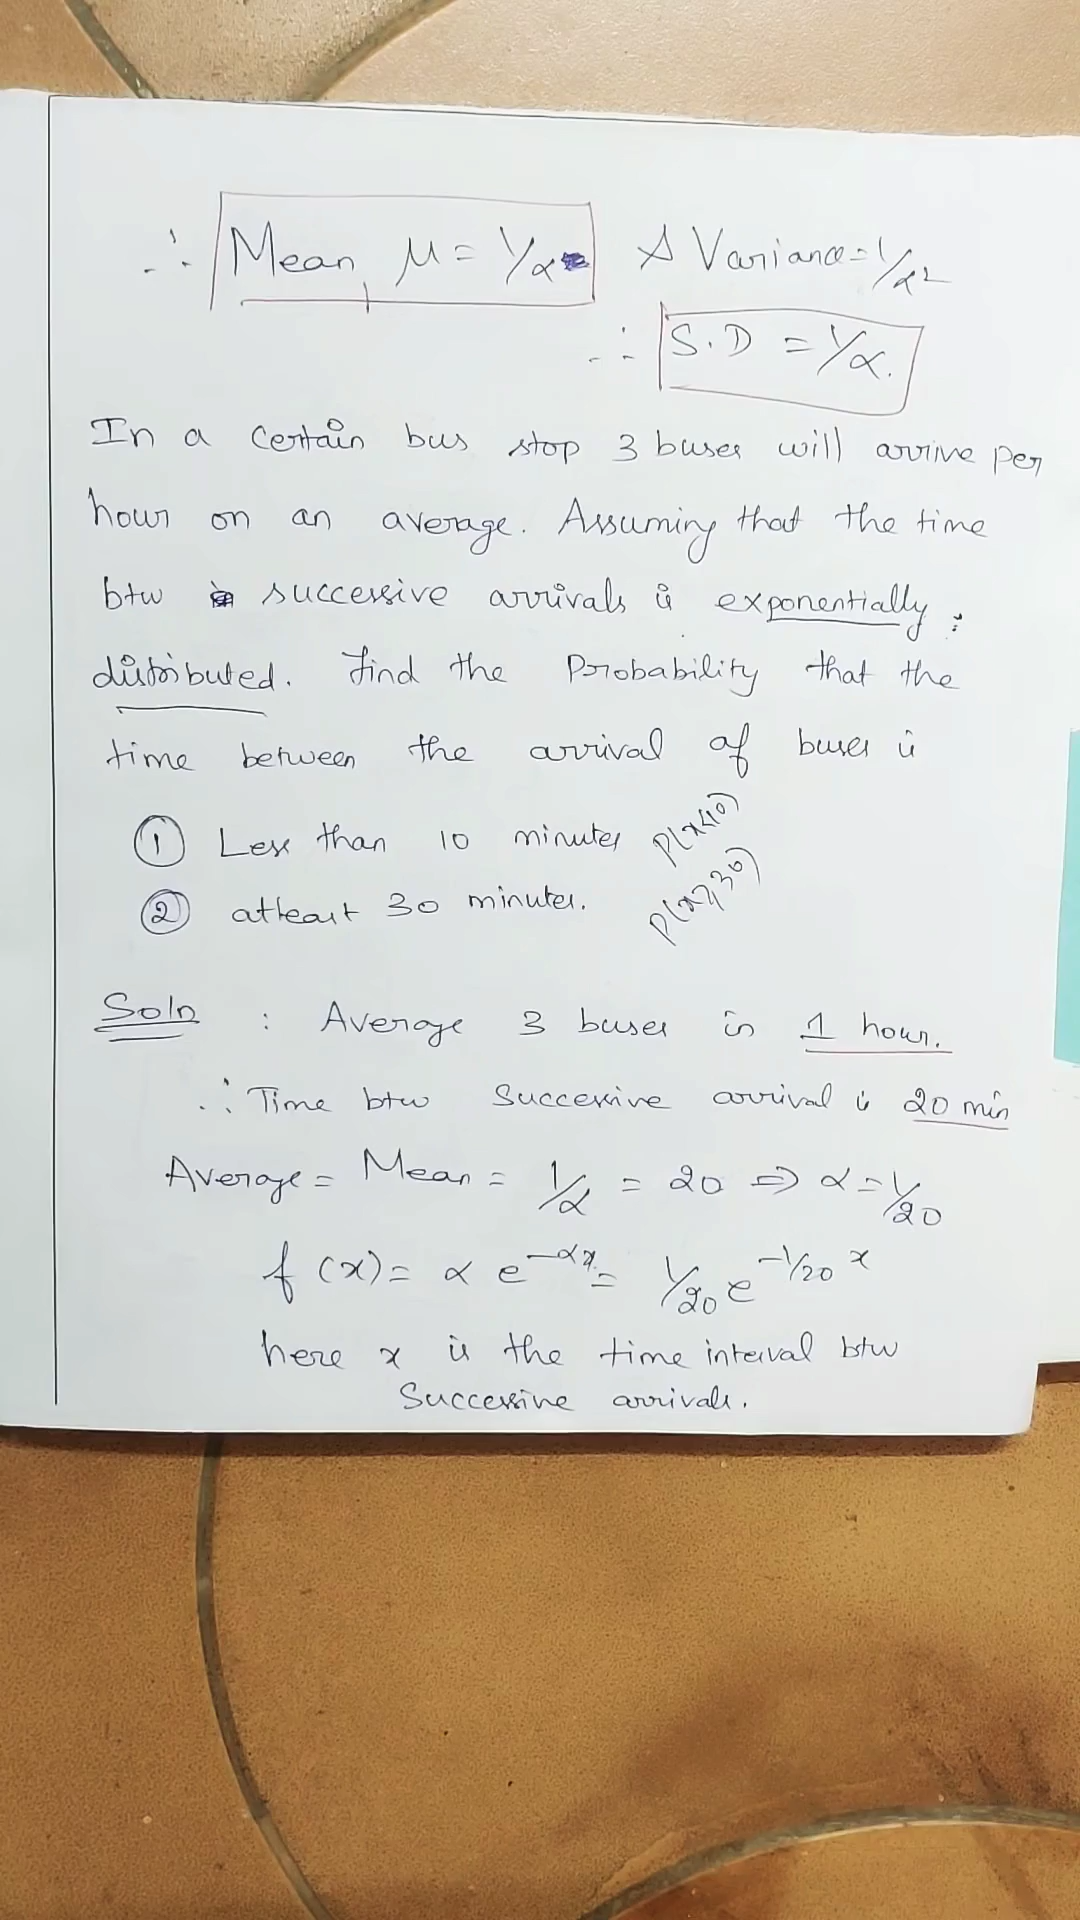 ∴ Mean, μ = 1/α & Variance = 1/α²
∴ S.D = 1/α.
In a certain bus stop 3 buses will arrive per
hour on an average. Assuming that the time
btw successive arrivals is exponentially
distributed. Find the Probability that the
time between the arrival of buses is
① Less than 10 minutes P(x<10)
② atleast 30 minutes. P(x≥30)
Soln : Average 3 buses in 1 hour.
∴ Time btw Successive arrival is 20 min
Average = Mean = 1/α = 20 ⇒ α = 1/20
f(x) = α e^{-αx} = 1/20 e^{-1/20 x}
here x is the time interval btw
Successive arrivals.